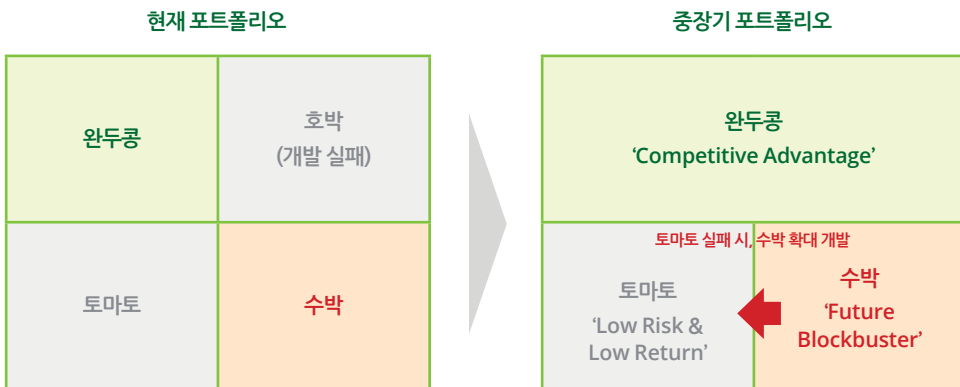 현재 포트폴리오
완두콩
호박
(개발 실패)
토마토
수박
중장기 포트폴리오
완두콩
‘Competitive Advantage’
토마토 실패 시, 수박 확대 개발
토마토
‘Low Risk &
Low Return’
수박
‘Future
Blockbuster’